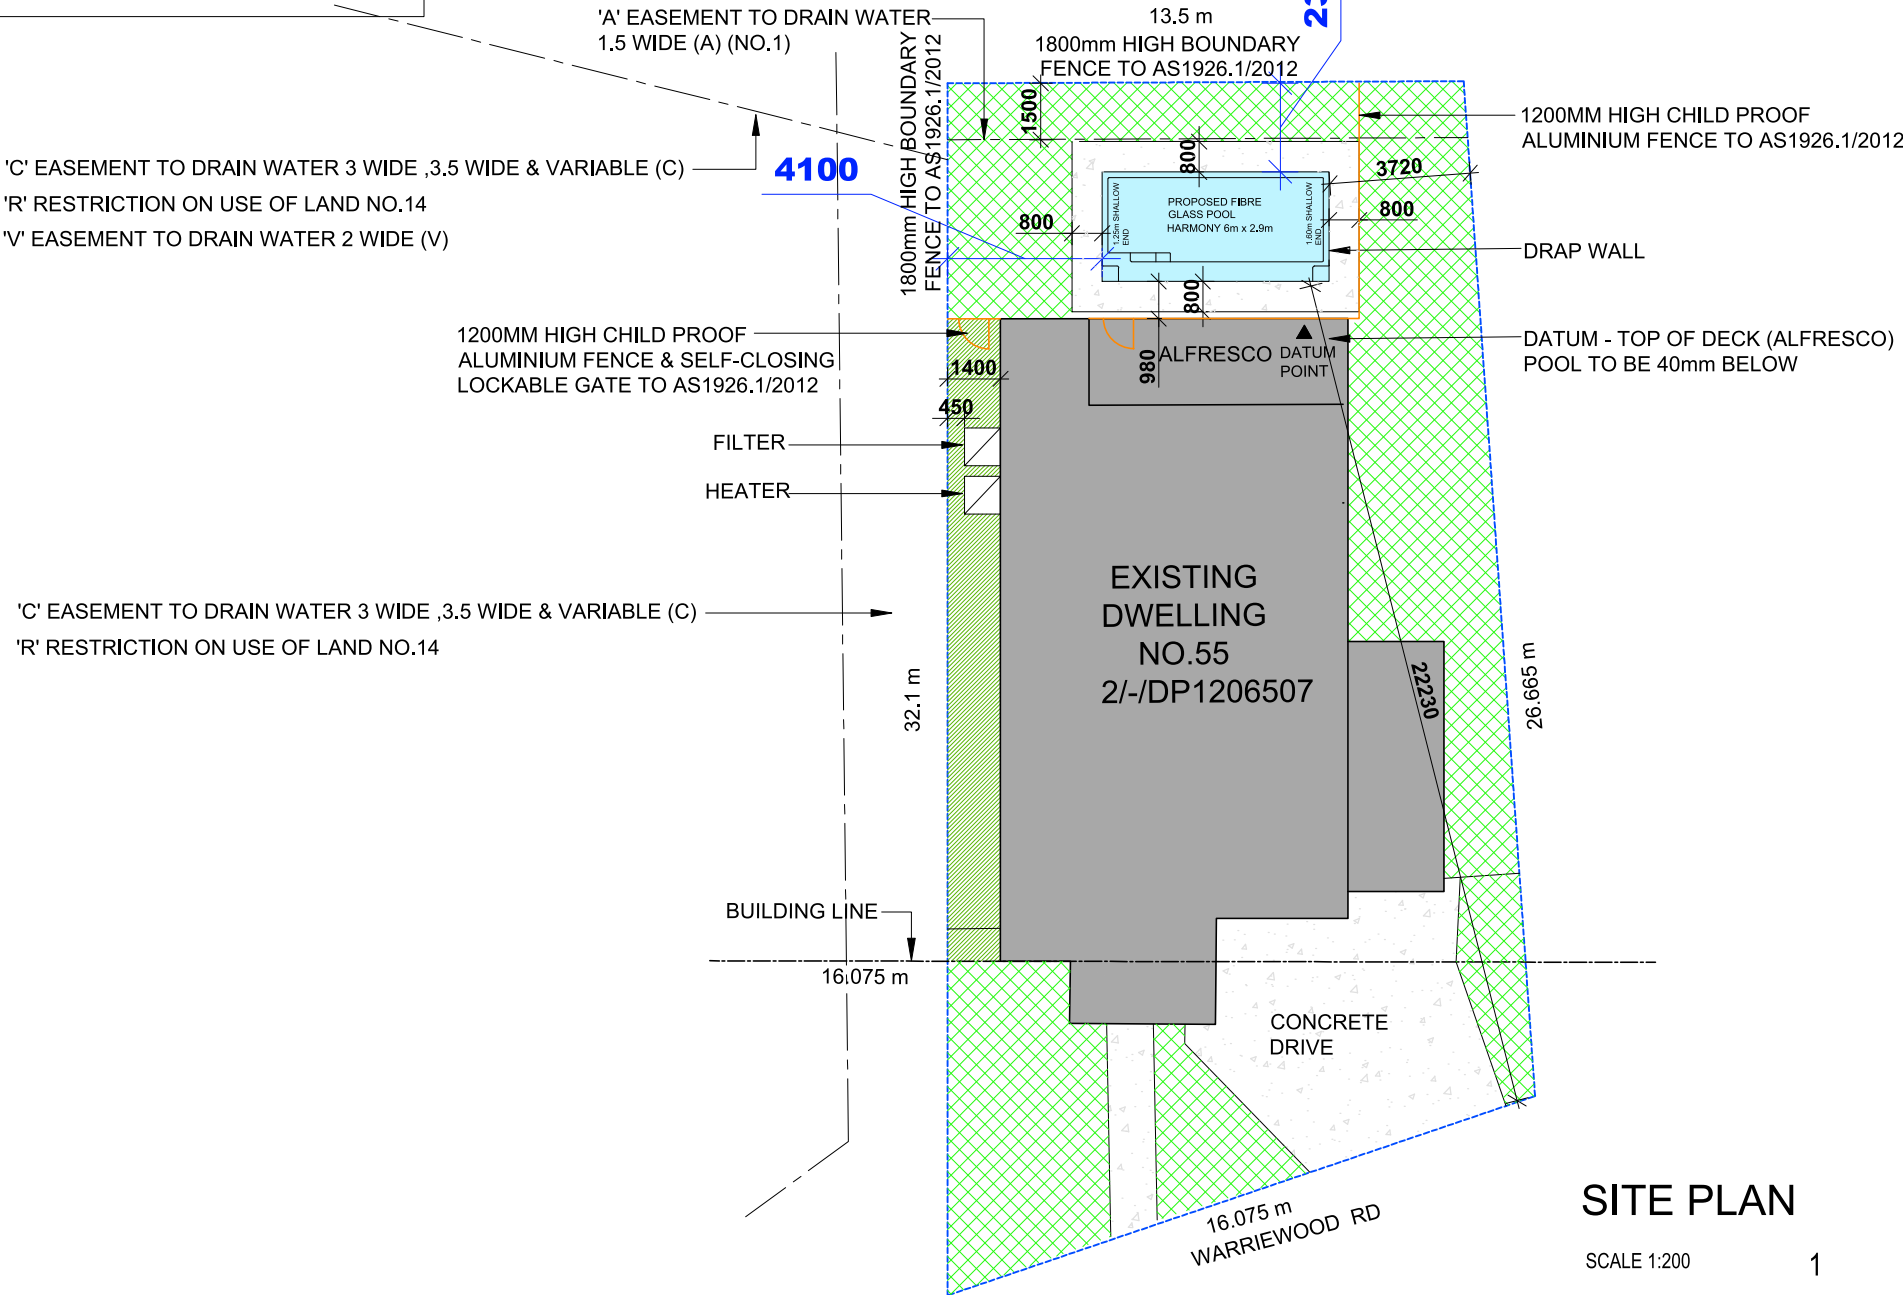 'A' EASEMENT TO DRAIN WATER
1.5 WIDE (A) (NO.1)
13.5 m
1800mm HIGH BOUNDARY
FENCE TO AS1926.1/2012
1800mm HIGH BOUNDARY
FENCE TO AS1926.1/2012
1500
1200MM HIGH CHILD PROOF
ALUMINIUM FENCE TO AS1926.1/2012
'C' EASEMENT TO DRAIN WATER 3 WIDE ,3.5 WIDE & VARIABLE (C)
'R' RESTRICTION ON USE OF LAND NO.14
'V' EASEMENT TO DRAIN WATER 2 WIDE (V)
4100
800
3720
800
800
1.25m SHALLOW
END
PROPOSED FIBRE
GLASS POOL
HARMONY 6m x 2.9m
1.60m SHALLOW
END
DRAP WALL
800
1200MM HIGH CHILD PROOF
ALUMINIUM FENCE & SELF-CLOSING
LOCKABLE GATE TO AS1926.1/2012
1400
980
ALFRESCO
DATUM
POINT
DATUM - TOP OF DECK (ALFRESCO)
POOL TO BE 40mm BELOW
450
FILTER
HEATER
EXISTING
DWELLING
NO.55
2/-/DP1206507
'C' EASEMENT TO DRAIN WATER 3 WIDE ,3.5 WIDE & VARIABLE (C)
'R' RESTRICTION ON USE OF LAND NO.14
32.1 m
22230
26.665 m
BUILDING LINE
16.075 m
CONCRETE
DRIVE
16.075 m
WARRIEWOOD RD
SITE PLAN
SCALE 1:200
1